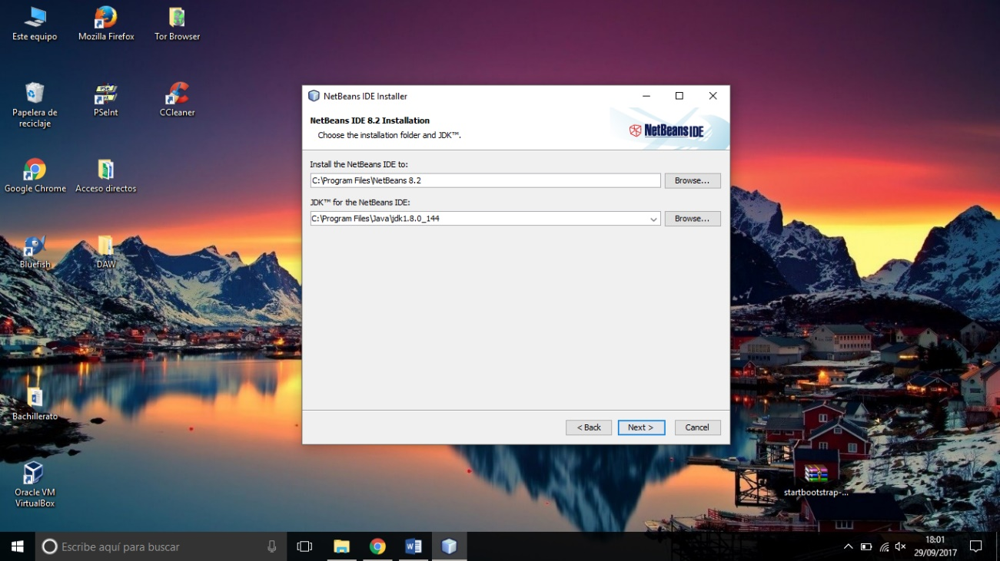 Este equipo
Mozilla Firefox
Tor Browser
Papelera de
reciclaje
PSeInt
CCleaner
Google Chrome
Acceso directos
Bluefish
DAW
Bachillerato
Oracle VM
VirtualBox
NetBeans IDE Installer
NetBeans IDE 8.2 Installation
Choose the installation folder and JDK™.
NetBeans IDE
Install the NetBeans IDE to:
C:\Program Files\NetBeans 8.2
Browse...
JDK™ for the NetBeans IDE:
C:\Program Files\Java\jdk1.8.0_144
Browse...
< Back
Next >
Cancel
startbootstrap-...
Escribe aquí para buscar
18:01
29/09/2017